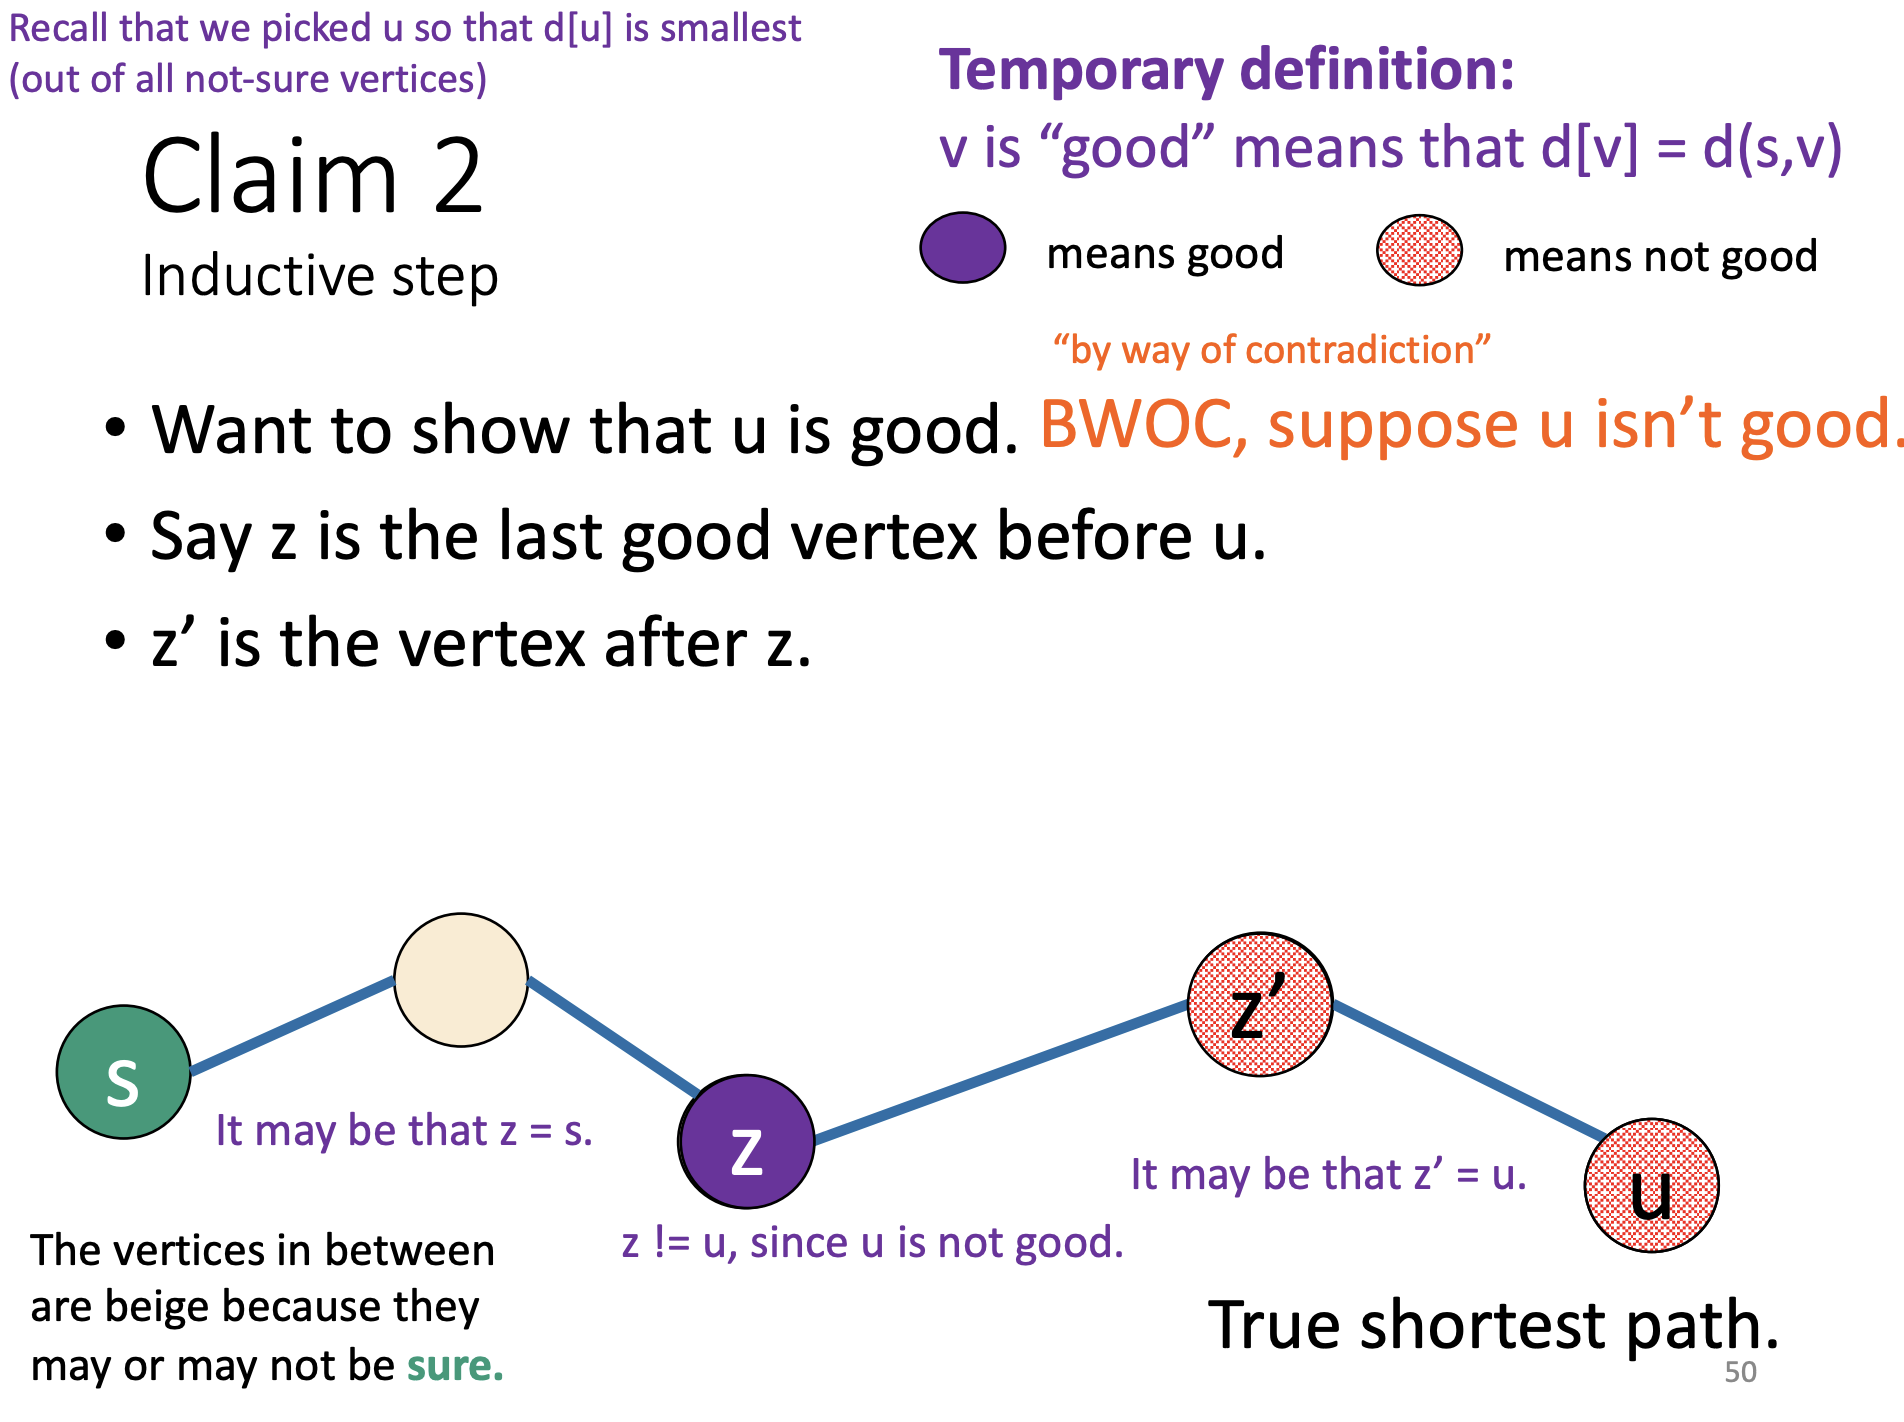 Recall that we picked u so that d[u] is smallest
(out of all not-sure vertices)
Claim 2
Inductive step
Temporary definition:
v is “good” means that d[v] = d(s,v)
means good
means not good
“by way of contradiction”
• Want to show that u is good. BWOC, suppose u isn’t good.
• Say z is the last good vertex before u.
• z’ is the vertex after z.
s
z
z’
u
It may be that z = s.
It may be that z’ = u.
z != u, since u is not good.
The vertices in between
are beige because they
may or may not be sure.
True shortest path.
50